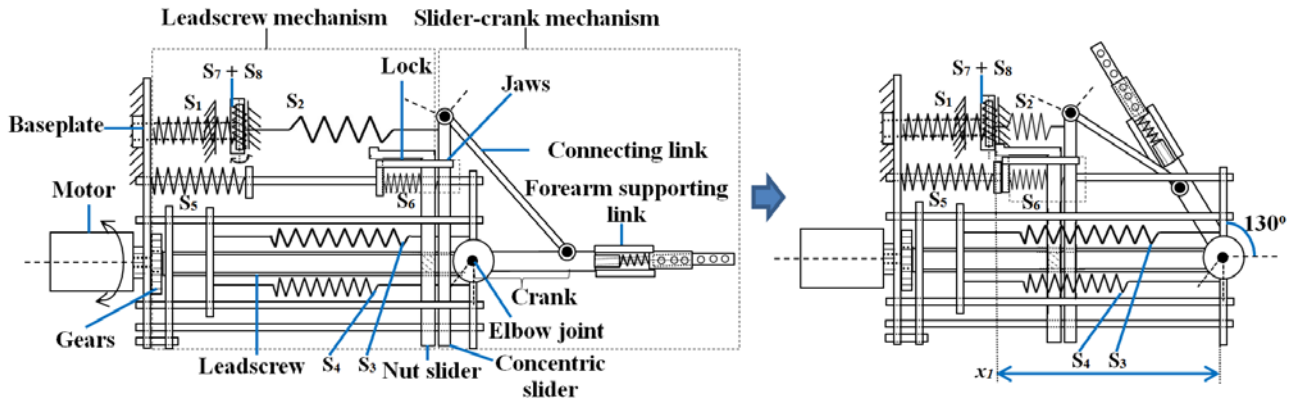 Leadscrew mechanism
Slider-crank mechanism
S7 + S8
Lock
Jaws
S1
S2
Baseplate
Connecting link
Motor
S5
S6
Forearm supporting
link
Crank
Elbow joint
Gears
Leadscrew
S4
S3
Nut slider
Concentric
slider
S7 + S8
S1
S2
S5
S6
130º
S4
S3
x1